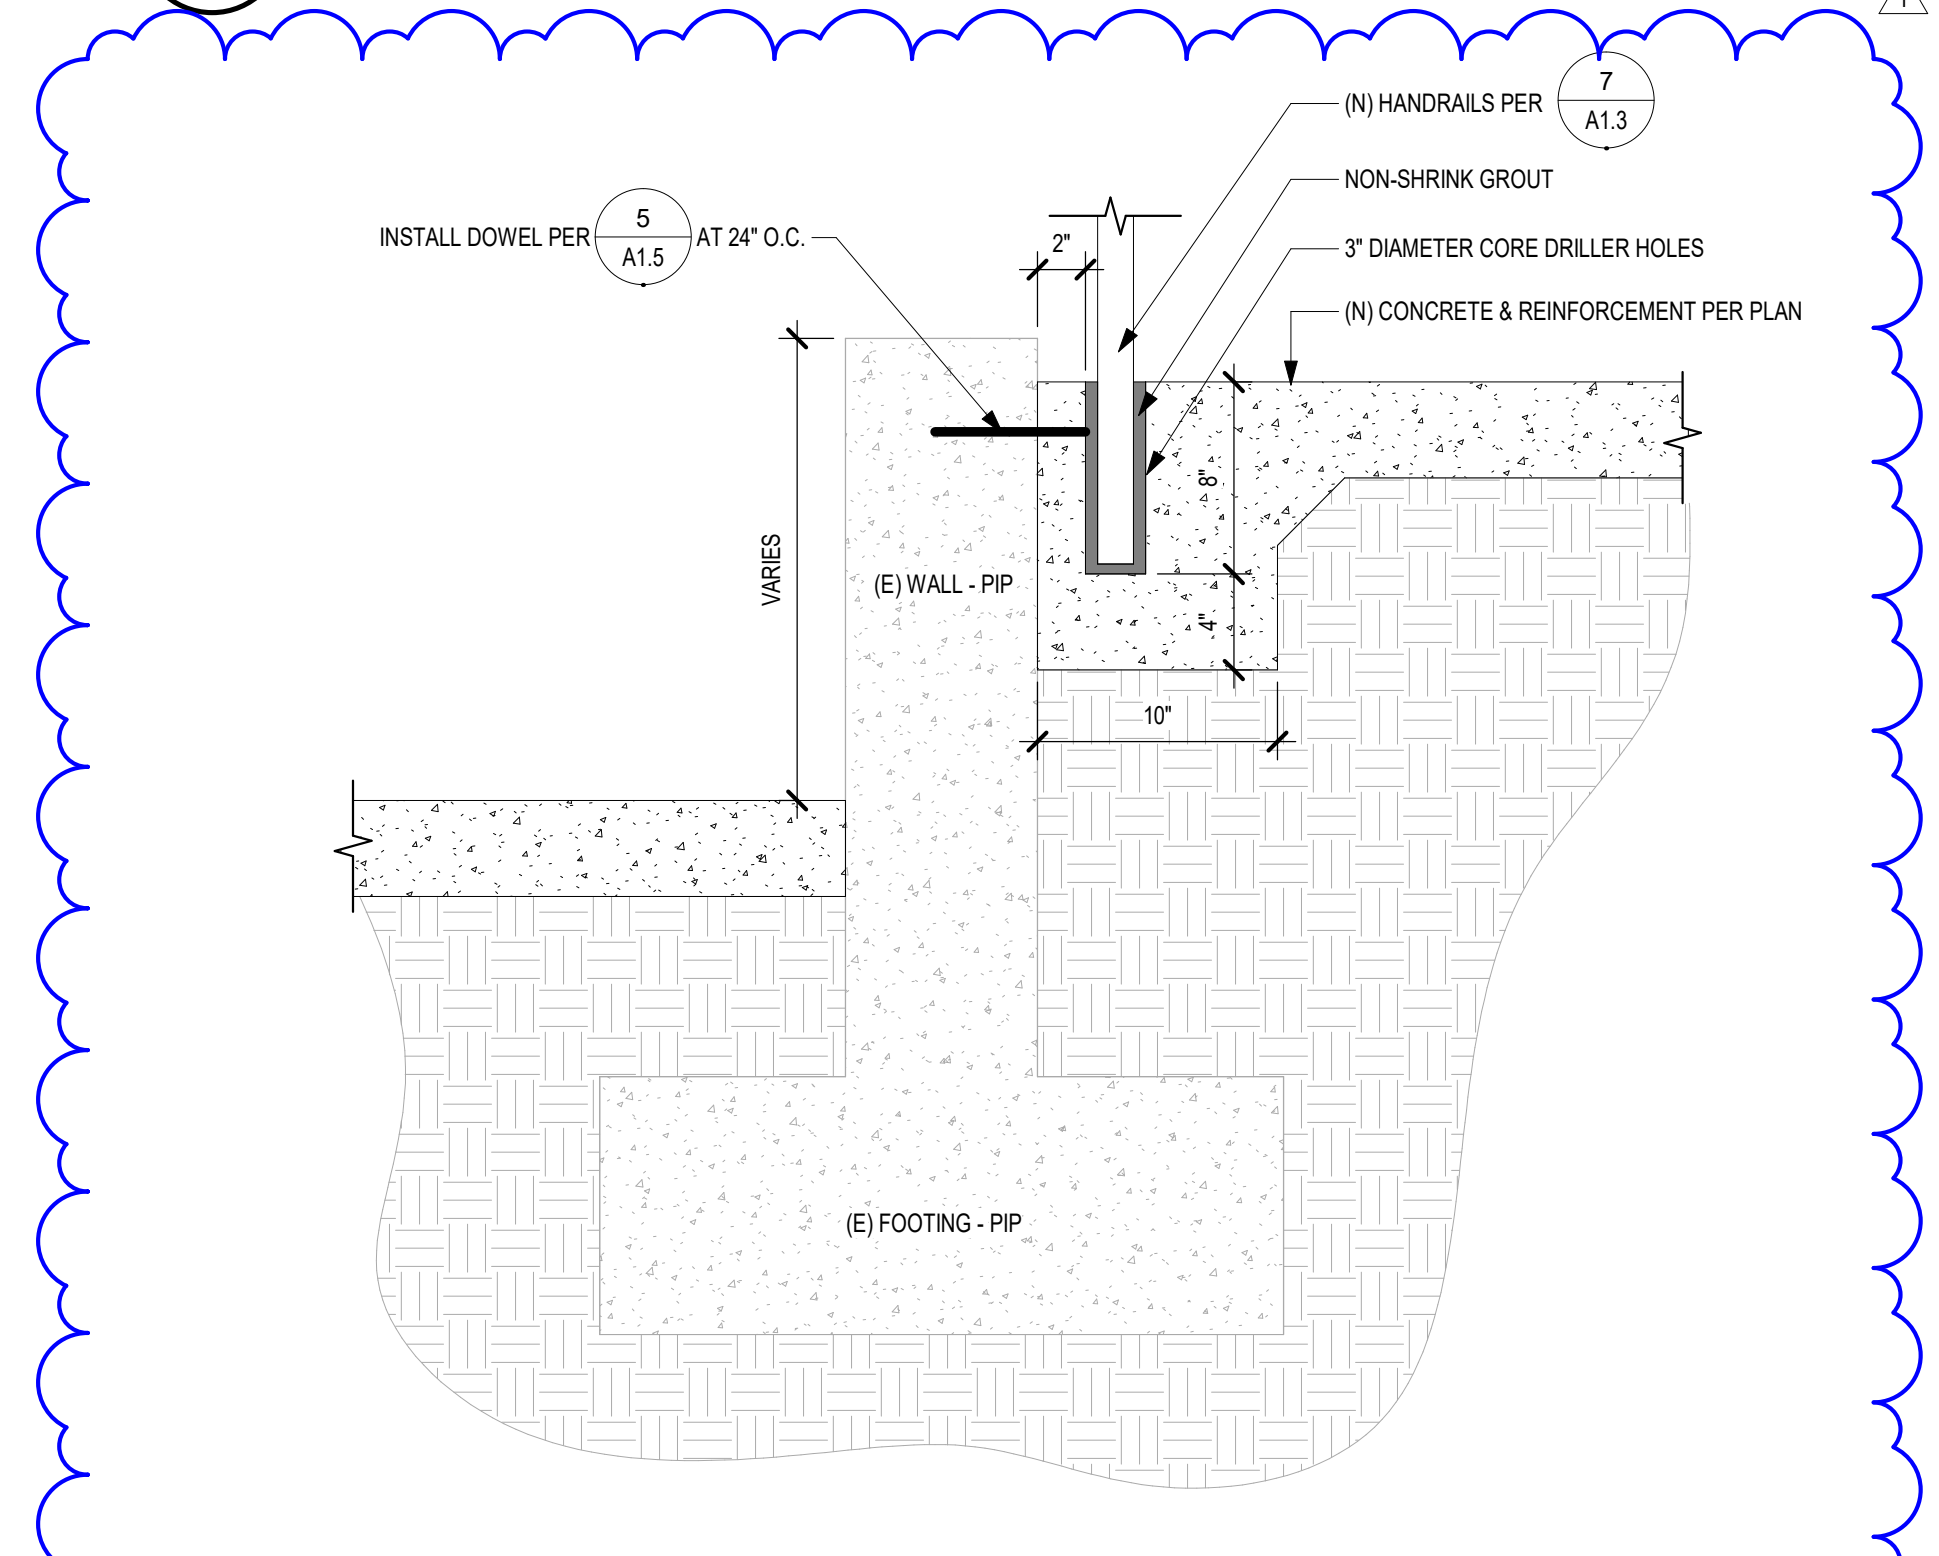 1
(N) HANDRAILS PER 7
A1.3
NON-SHRINK GROUT
INSTALL DOWEL PER 5 AT 24" O.C.
A1.5
2"
3" DIAMETER CORE DRILLER HOLES
(N) CONCRETE & REINFORCEMENT PER PLAN
8"
VARIES
(E) WALL - PIP
4"
10"
(E) FOOTING - PIP